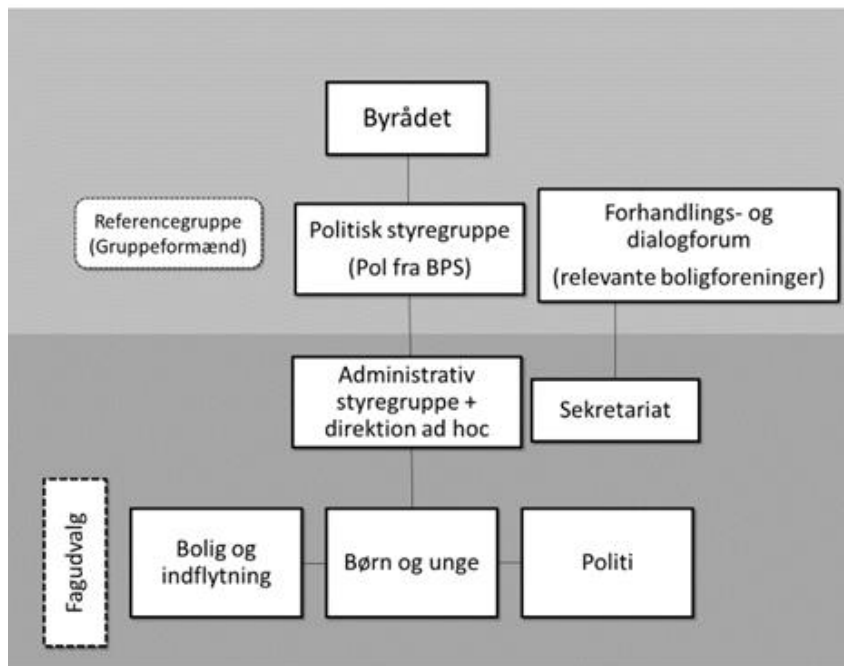 Byrådet
Referencegruppe
(Gruppeformænd)
Politisk styregruppe
(Pol fra BPS)
Forhandlings- og
dialogforum
(relevante boligforeninger)
Administrativ
styregruppe +
direktion ad hoc
Sekretariat
Fagudvalg
Bolig og
indflytning
Børn og unge
Politi